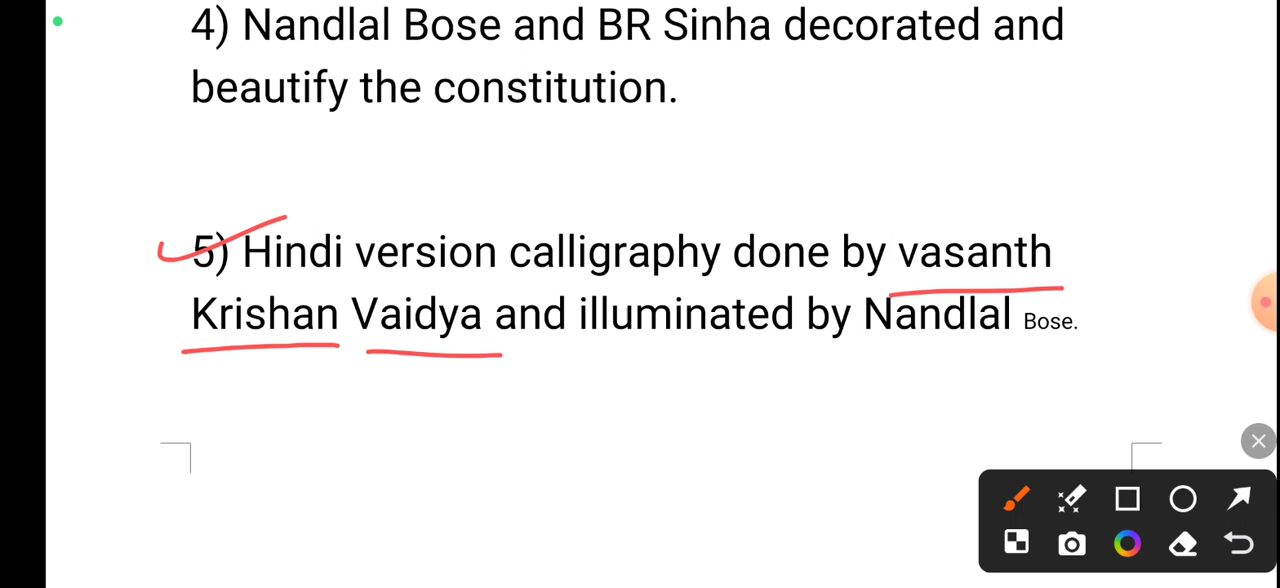 4) Nandlal Bose and BR Sinha decorated and
beautify the constitution.
5) Hindi version calligraphy done by vasanth
Krishan Vaidya and illuminated by Nandlal Bose.